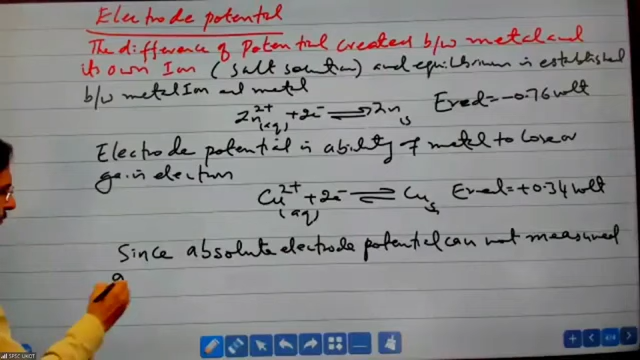 Electrode potential
The difference of Potential created b/w metal and
its own Ion (Salt solution) and equilibrium is established
b/w metal Ion and metal
Zn²⁺(aq) + 2e⁻ ⇌ Zn(s) Ered = -0.76 volt
Electrode potential is ability of metal to lose or
gain electron
Cu²⁺(aq) + 2e⁻ ⇌ Cu(s) Ered = +0.34 volt
Since absolute electrode potential can not measured
a
SPSC UKOT